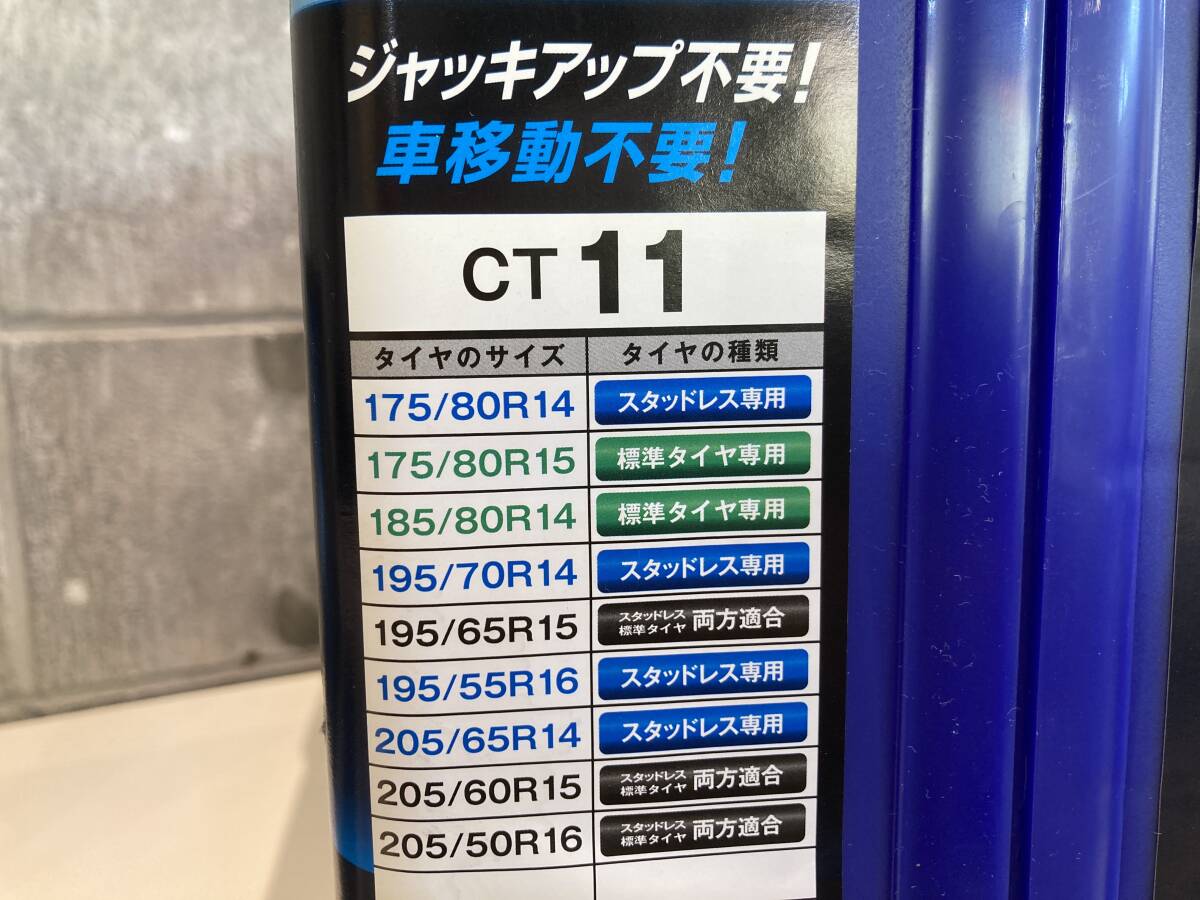 ジャッキアップ不要!
車移動不要!
CT 11
タイヤのサイズ タイヤの種類
175/80R14 スタッドレス専用
175/80R15 標準タイヤ専用
185/80R14 標準タイヤ専用
195/70R14 スタッドレス専用
195/65R15 スタッドレス標準タイヤ 両方適合
195/55R16 スタッドレス専用
205/65R14 スタッドレス専用
205/60R15 スタッドレス標準タイヤ 両方適合
205/50R16 スタッドレス標準タイヤ 両方適合